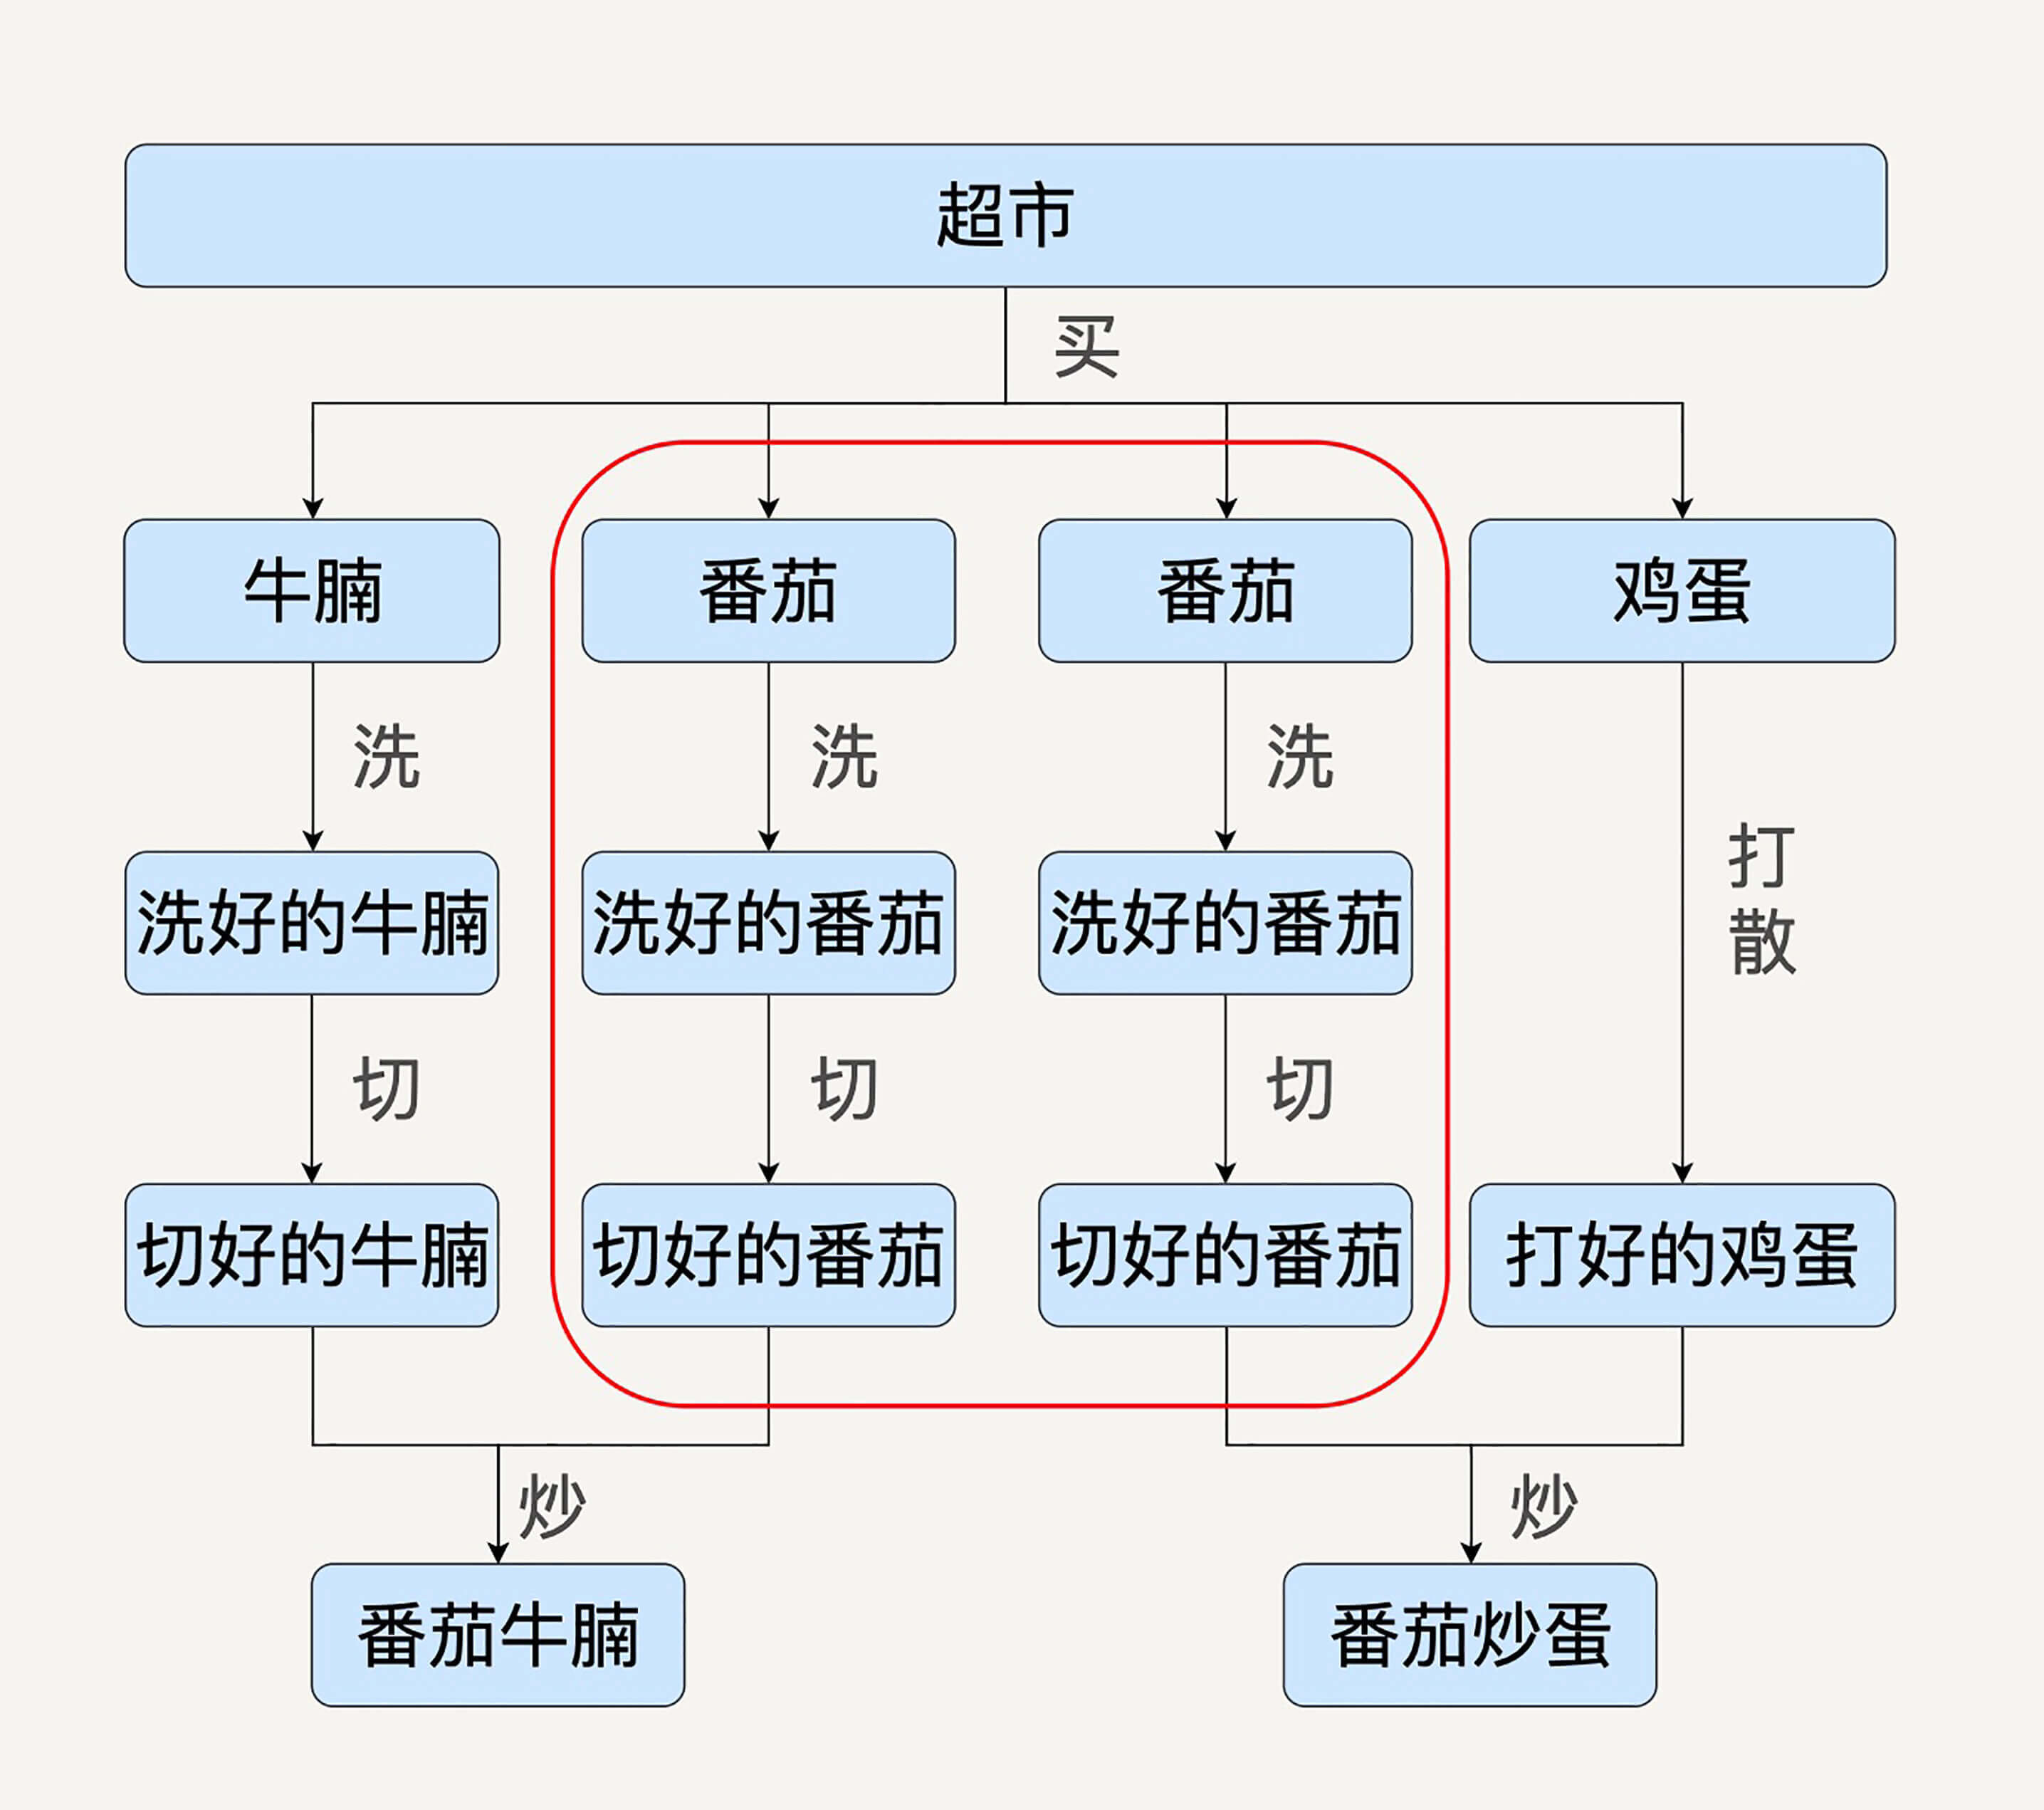 超市
买
牛腩
番茄
番茄
鸡蛋
洗
洗
洗
打
散
洗好的牛腩
洗好的番茄
洗好的番茄
切
切
切
切好的牛腩
切好的番茄
切好的番茄
打好的鸡蛋
炒
炒
番茄牛腩
番茄炒蛋